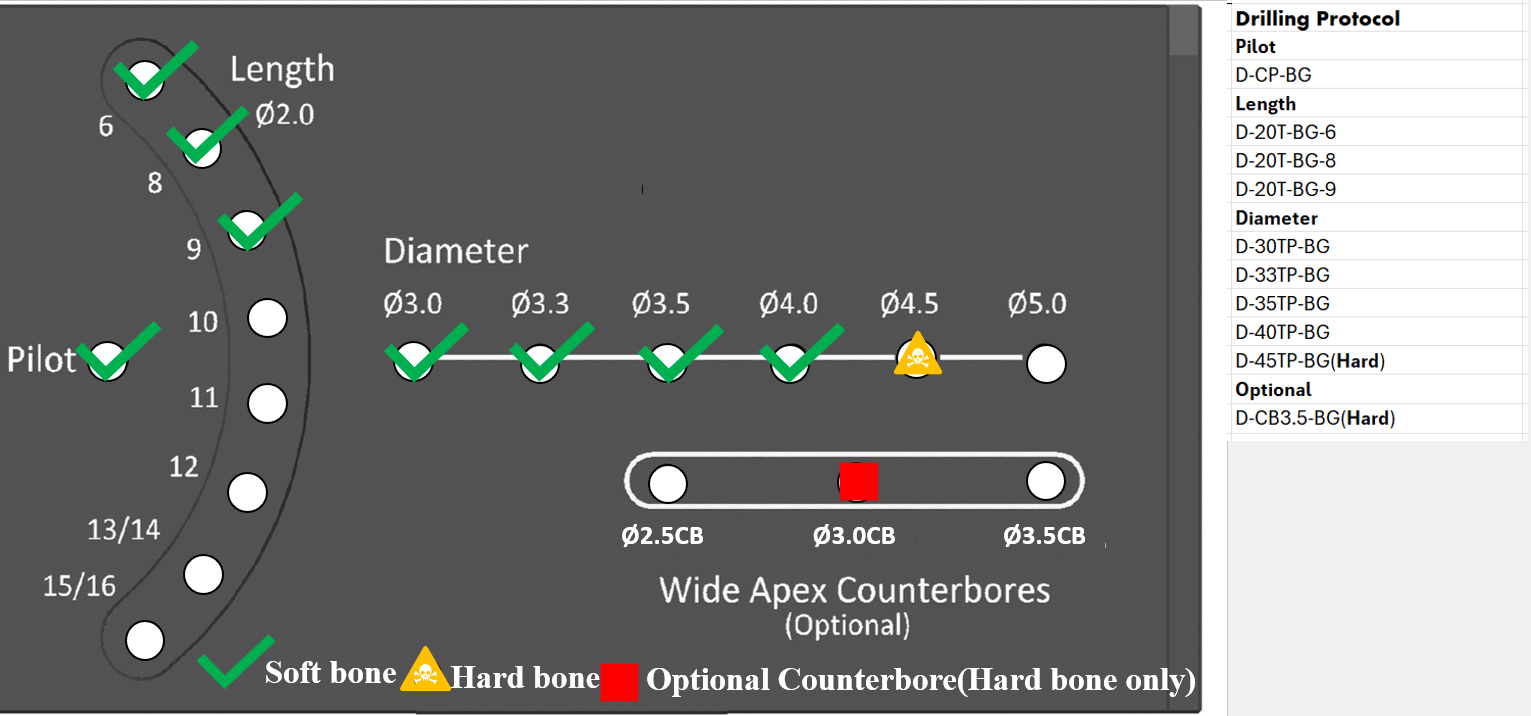 Length
Ø2.0
6
8
9
10
11
12
13/14
15/16
Pilot
Diameter
Ø3.0 Ø3.3 Ø3.5 Ø4.0 Ø4.5 Ø5.0
Ø2.5CB Ø3.0CB Ø3.5CB
Wide Apex Counterbores
(Optional)
Soft bone Hard bone Optional Counterbore(Hard bone only)
Drilling Protocol
Pilot
D-CP-BG
Length
D-20T-BG-6
D-20T-BG-8
D-20T-BG-9
Diameter
D-30TP-BG
D-33TP-BG
D-35TP-BG
D-40TP-BG
D-45TP-BG(Hard)
Optional
D-CB3.5-BG(Hard)